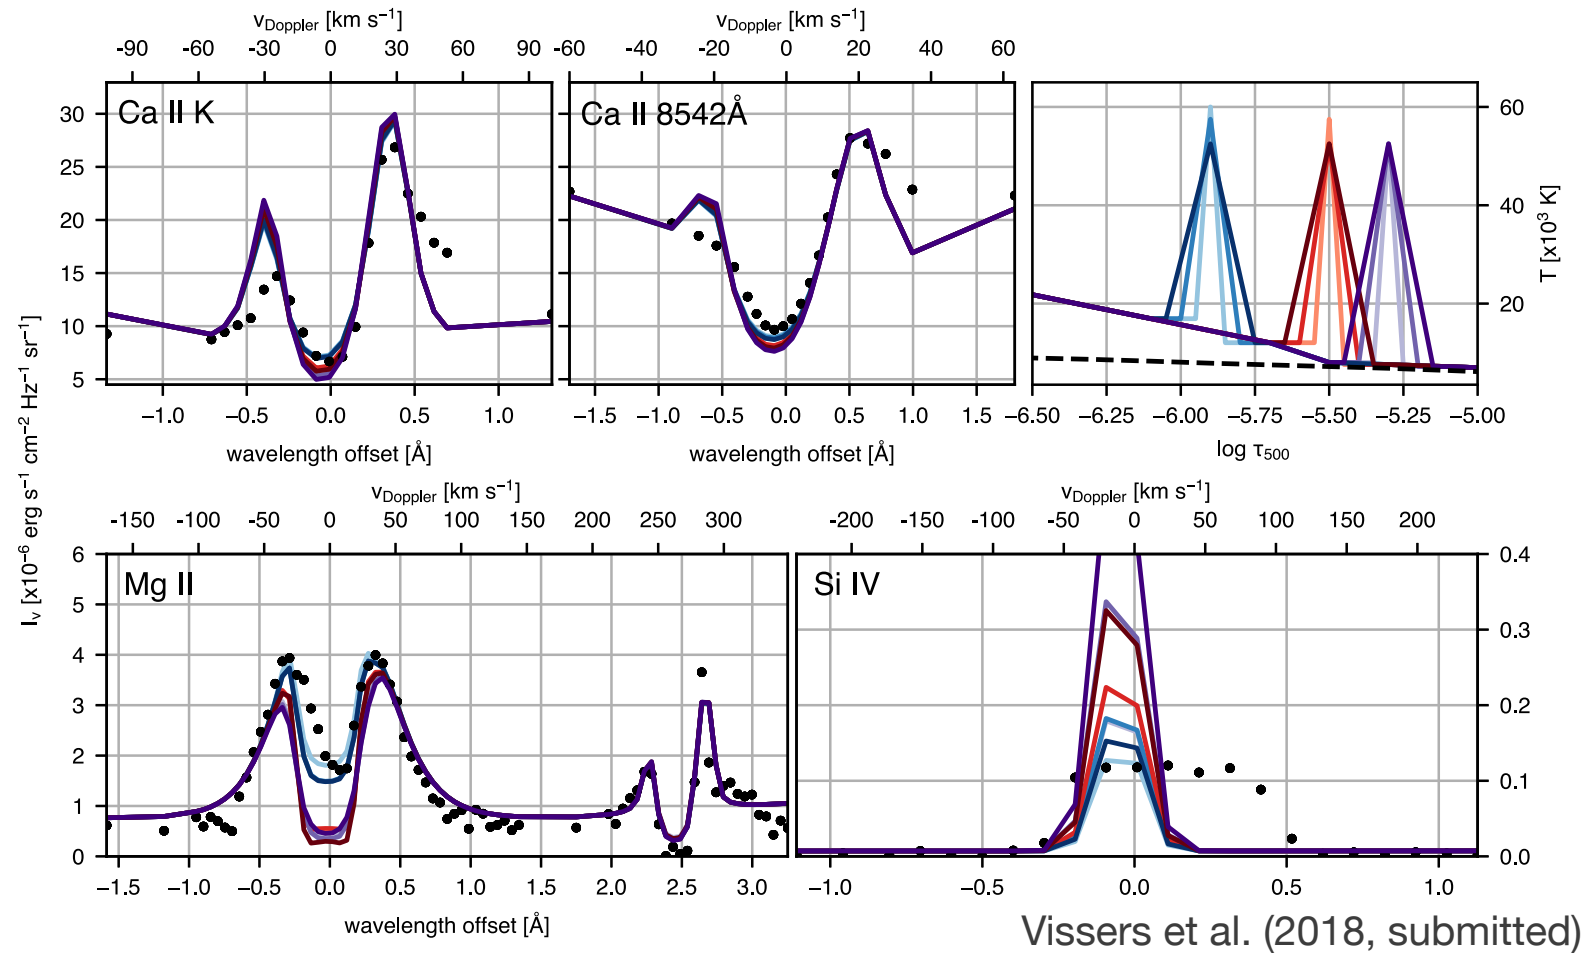 v_Doppler [km s⁻¹]
-90 -60 -30 0 30 60 90
v_Doppler [km s⁻¹]
-60 -40 -20 0 20 40 60
Ca II K
30
25
20
15
10
5
−1.0 −0.5 0.0 0.5 1.0
wavelength offset [Å]
Ca II 8542Å
−1.5 −1.0 −0.5 0.0 0.5 1.0 1.5
wavelength offset [Å]
60
40
20
T [x10³ K]
−6.50 −6.25 −6.00 −5.75 −5.50 −5.25 −5.00
log τ₅₀₀
I_ν [x10⁻⁶ erg s⁻¹ cm⁻² Hz⁻¹ sr⁻¹]
v_Doppler [km s⁻¹]
-150 -100 -50 0 50 100 150 200 250 300
Mg II
6
5
4
3
2
1
0
−1.5 −1.0 −0.5 0.0 0.5 1.0 1.5 2.0 2.5 3.0
wavelength offset [Å]
v_Doppler [km s⁻¹]
-200 -150 -100 -50 0 50 100 150 200
Si IV
0.4
0.3
0.2
0.1
0.0
−1.0 −0.5 0.0 0.5 1.0
Vissers et al. (2018, submitted)